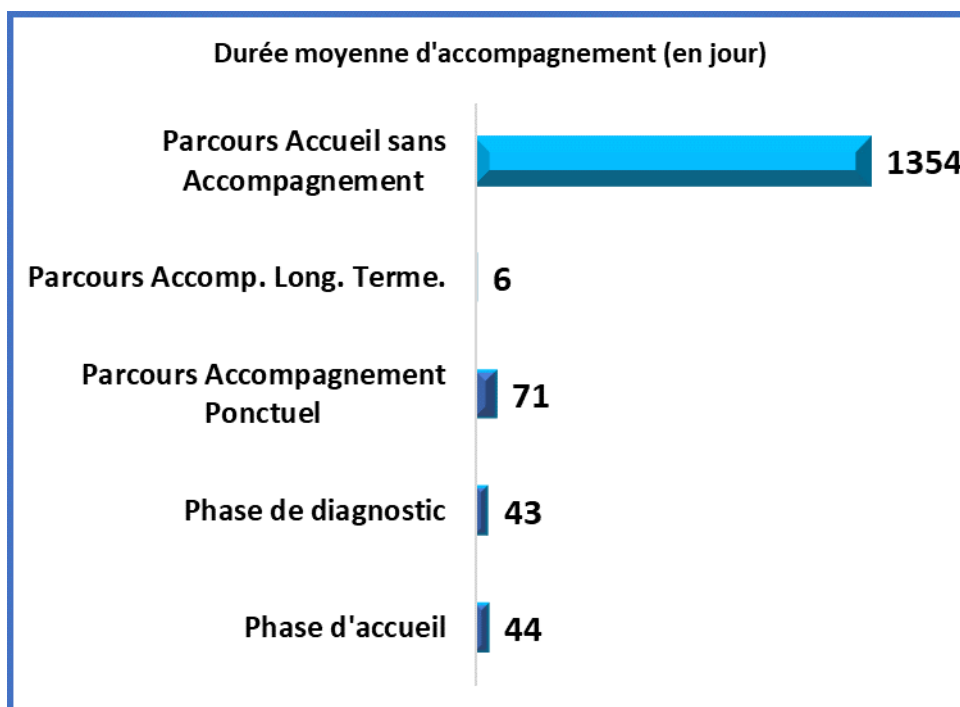 Durée moyenne d'accompagnement (en jour)
Parcours Accueil sans
Accompagnement
1354
Parcours Accomp. Long. Terme.
6
Parcours Accompagnement
Ponctuel
71
Phase de diagnostic
43
Phase d'accueil
44